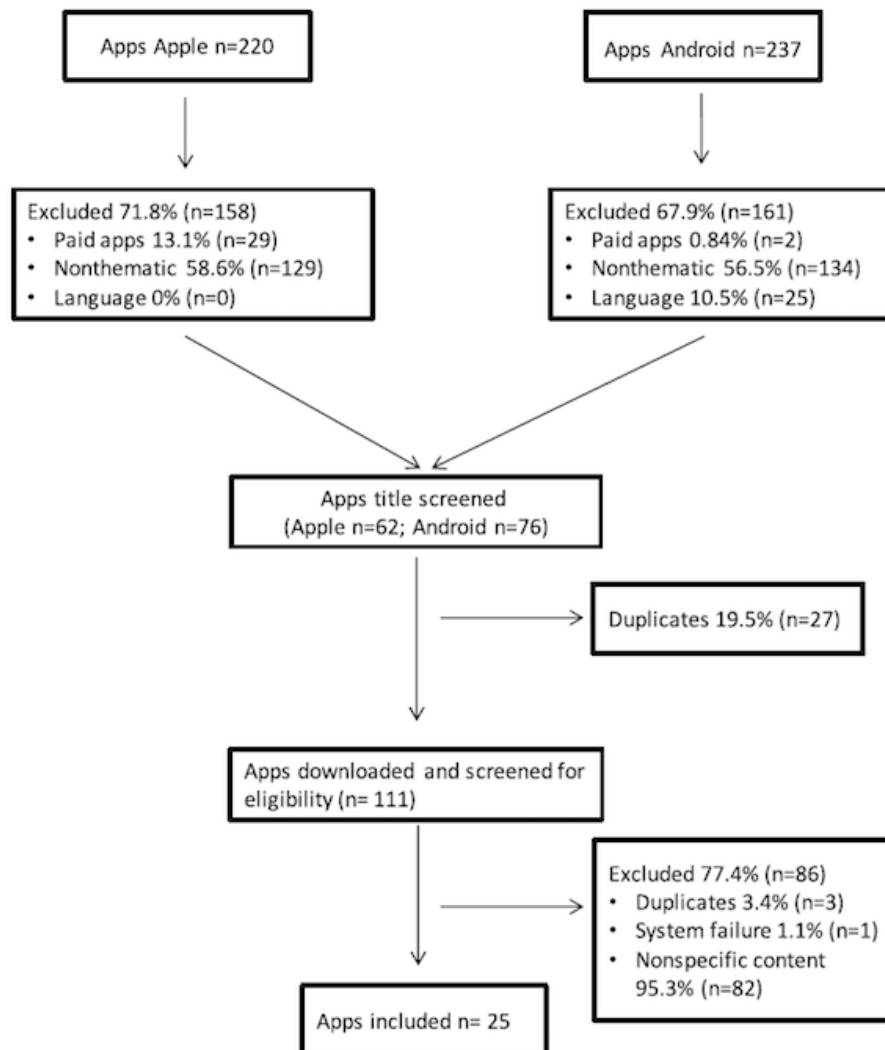 Apps Apple n=220
Apps Android n=237
Excluded 71.8% (n=158)
• Paid apps 13.1% (n=29)
• Nonthematic 58.6% (n=129)
• Language 0% (n=0)
Excluded 67.9% (n=161)
• Paid apps 0.84% (n=2)
• Nonthematic 56.5% (n=134)
• Language 10.5% (n=25)
Apps title screened
(Apple n=62; Android n=76)
Duplicates 19.5% (n=27)
Apps downloaded and screened for
eligibility (n= 111)
Excluded 77.4% (n=86)
• Duplicates 3.4% (n=3)
• System failure 1.1% (n=1)
• Nonspecific content
95.3% (n=82)
Apps included n= 25